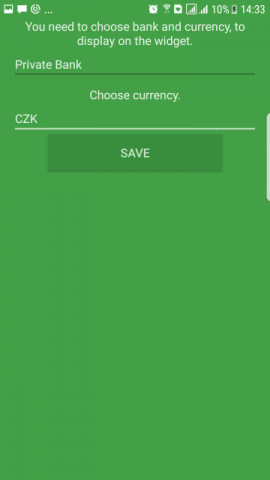 ... 10% 14:33
You need to choose bank and currency, to
display on the widget.
Private Bank
Choose currency.
CZK
SAVE